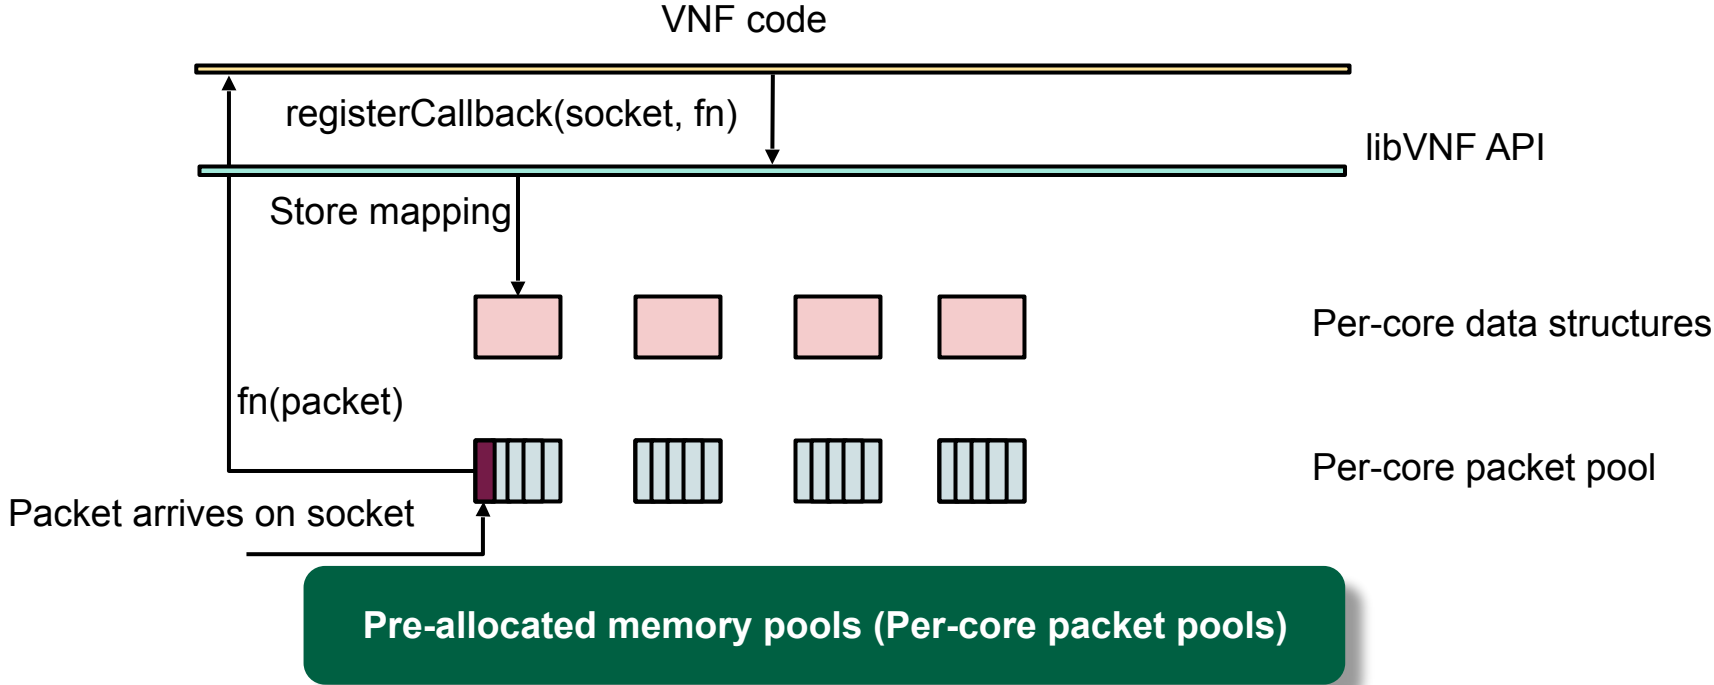 VNF code
registerCallback(socket, fn)
libVNF API
Store mapping
Per-core data structures
fn(packet)
Per-core packet pool
Packet arrives on socket
Pre-allocated memory pools (Per-core packet pools)